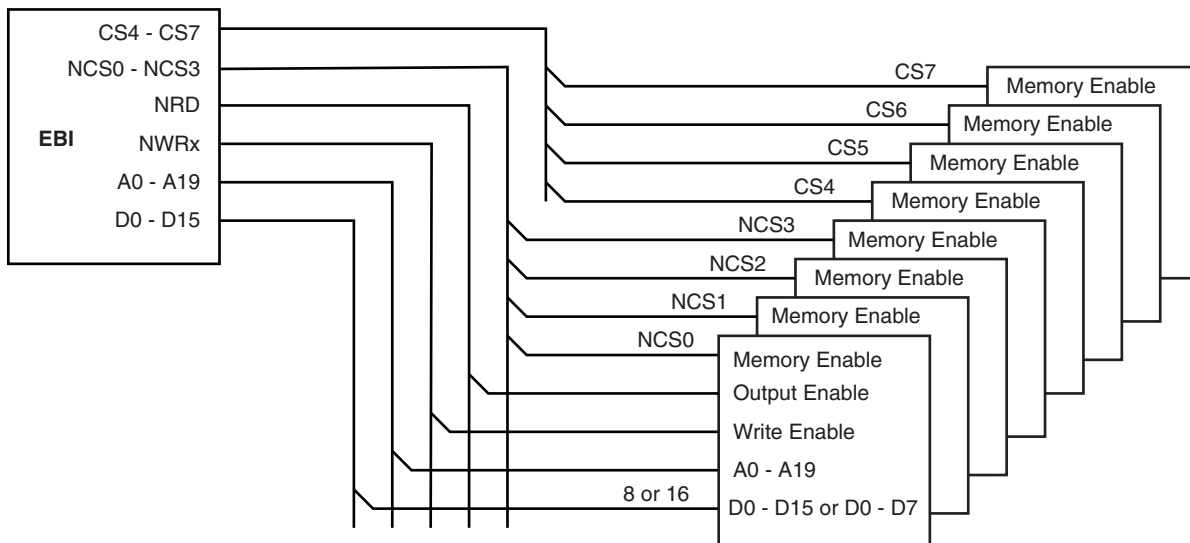 CS4 - CS7
NCS0 - NCS3
NRD
EBI
NWRx
A0 - A19
D0 - D15
CS7
Memory Enable
CS6
Memory Enable
CS5
Memory Enable
CS4
Memory Enable
NCS3
Memory Enable
NCS2
Memory Enable
NCS1
Memory Enable
NCS0
Memory Enable
Output Enable
Write Enable
A0 - A19
8 or 16
D0 - D15 or D0 - D7